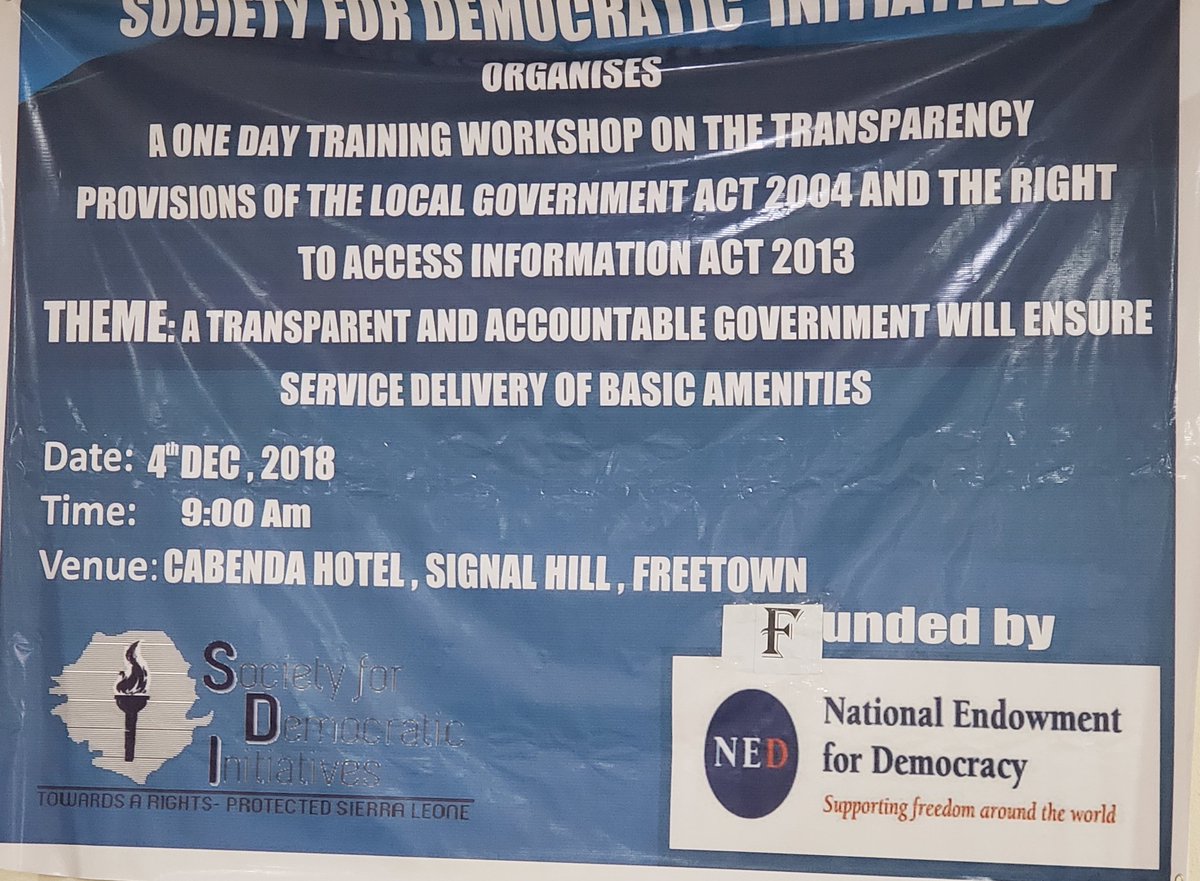 SOCIETY FOR DEMOCRATIC INITIATIVES
ORGANISES
A ONE DAY TRAINING WORKSHOP ON THE TRANSPARENCY
PROVISIONS OF THE LOCAL GOVERNMENT ACT 2004 AND THE RIGHT
TO ACCESS INFORMATION ACT 2013
THEME: A TRANSPARENT AND ACCOUNTABLE GOVERNMENT WILL ENSURE
SERVICE DELIVERY OF BASIC AMENITIES
Date: 4th DEC, 2018
Time: 9:00 Am
Venue: CABENDA HOTEL, SIGNAL HILL, FREETOWN
Funded by
Society for
Democratic
Initiatives
TOWARDS A RIGHTS- PROTECTED SIERRA LEONE
NED
National Endowment
for Democracy
Supporting freedom around the world